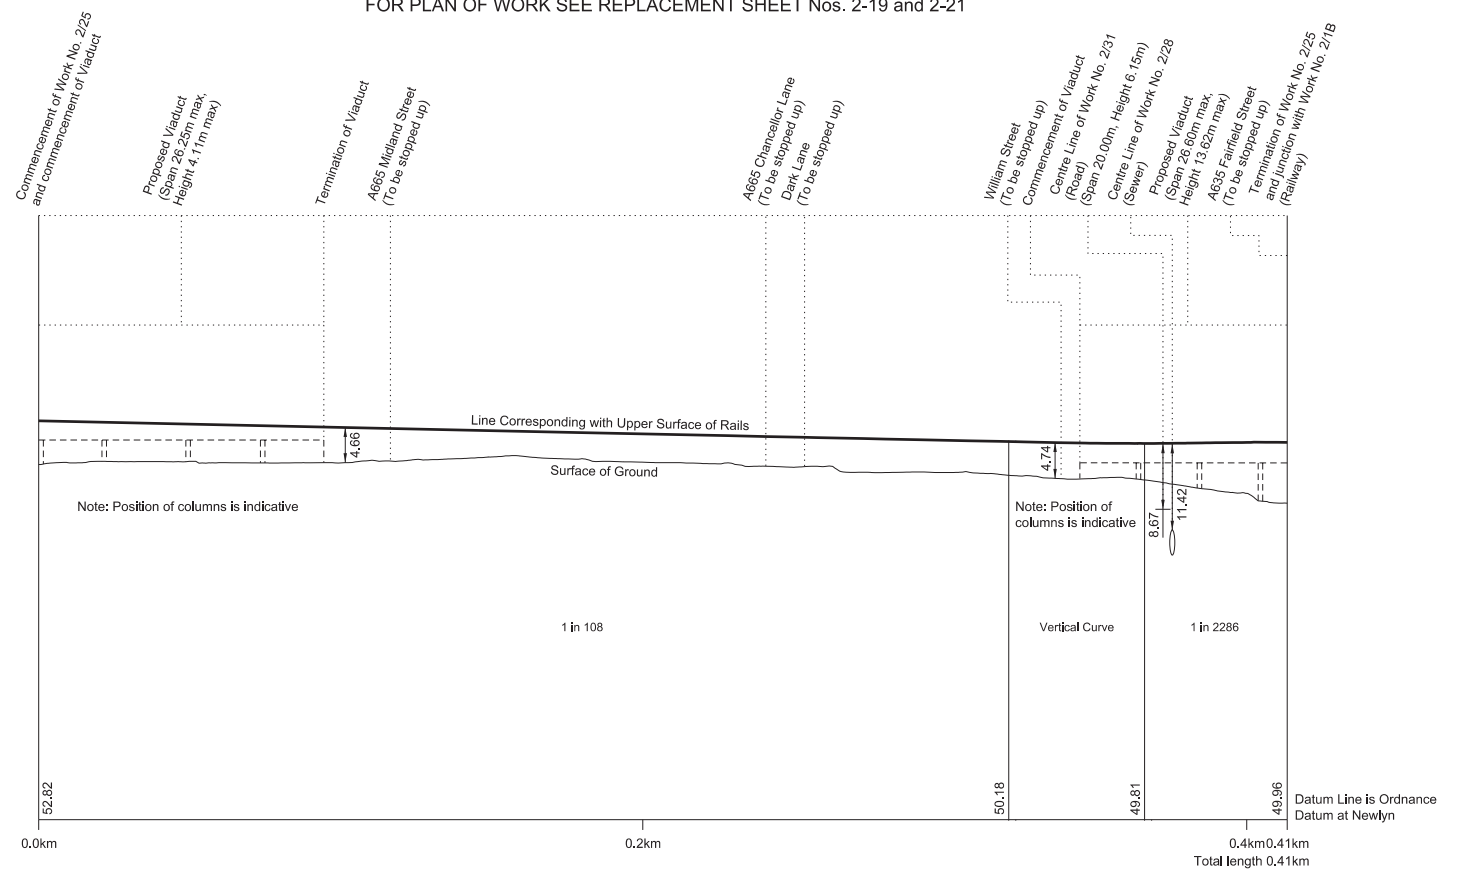 FOR PLAN OF WORK SEE REPLACEMENT SHEET Nos. 2-19 and 2-21
Commencement of Work No. 2/25
and commencement of Viaduct
Proposed Viaduct
(Span 26.25m max,
Height 4.11m max)
Termination of Viaduct
A665 Midland Street
(To be stopped up)
A665 Chancellor Lane
(To be stopped up)
Dark Lane
(To be stopped up)
William Street
(To be stopped up)
Commencement of Viaduct
Centre Line of Work No. 2/31
(Road)
(Span 20.00m, Height 6.15m)
Centre Line of Work No. 2/28
(Sewer)
Proposed Viaduct
(Span 26.60m max,
Height 13.62m max)
A635 Fairfield Street
(To be stopped up)
Termination of Work No. 2/25
and junction with Work No. 2/1B
(Railway)
Line Corresponding with Upper Surface of Rails
4.66
4.74
Surface of Ground
Note: Position of columns is indicative
Note: Position of
columns is indicative
8.67
11.42
1 in 108
Vertical Curve
1 in 2286
52.82
50.18
49.81
49.96
Datum Line is Ordnance
Datum at Newlyn
0.0km
0.2km
0.4km
0.41km
Total length 0.41km